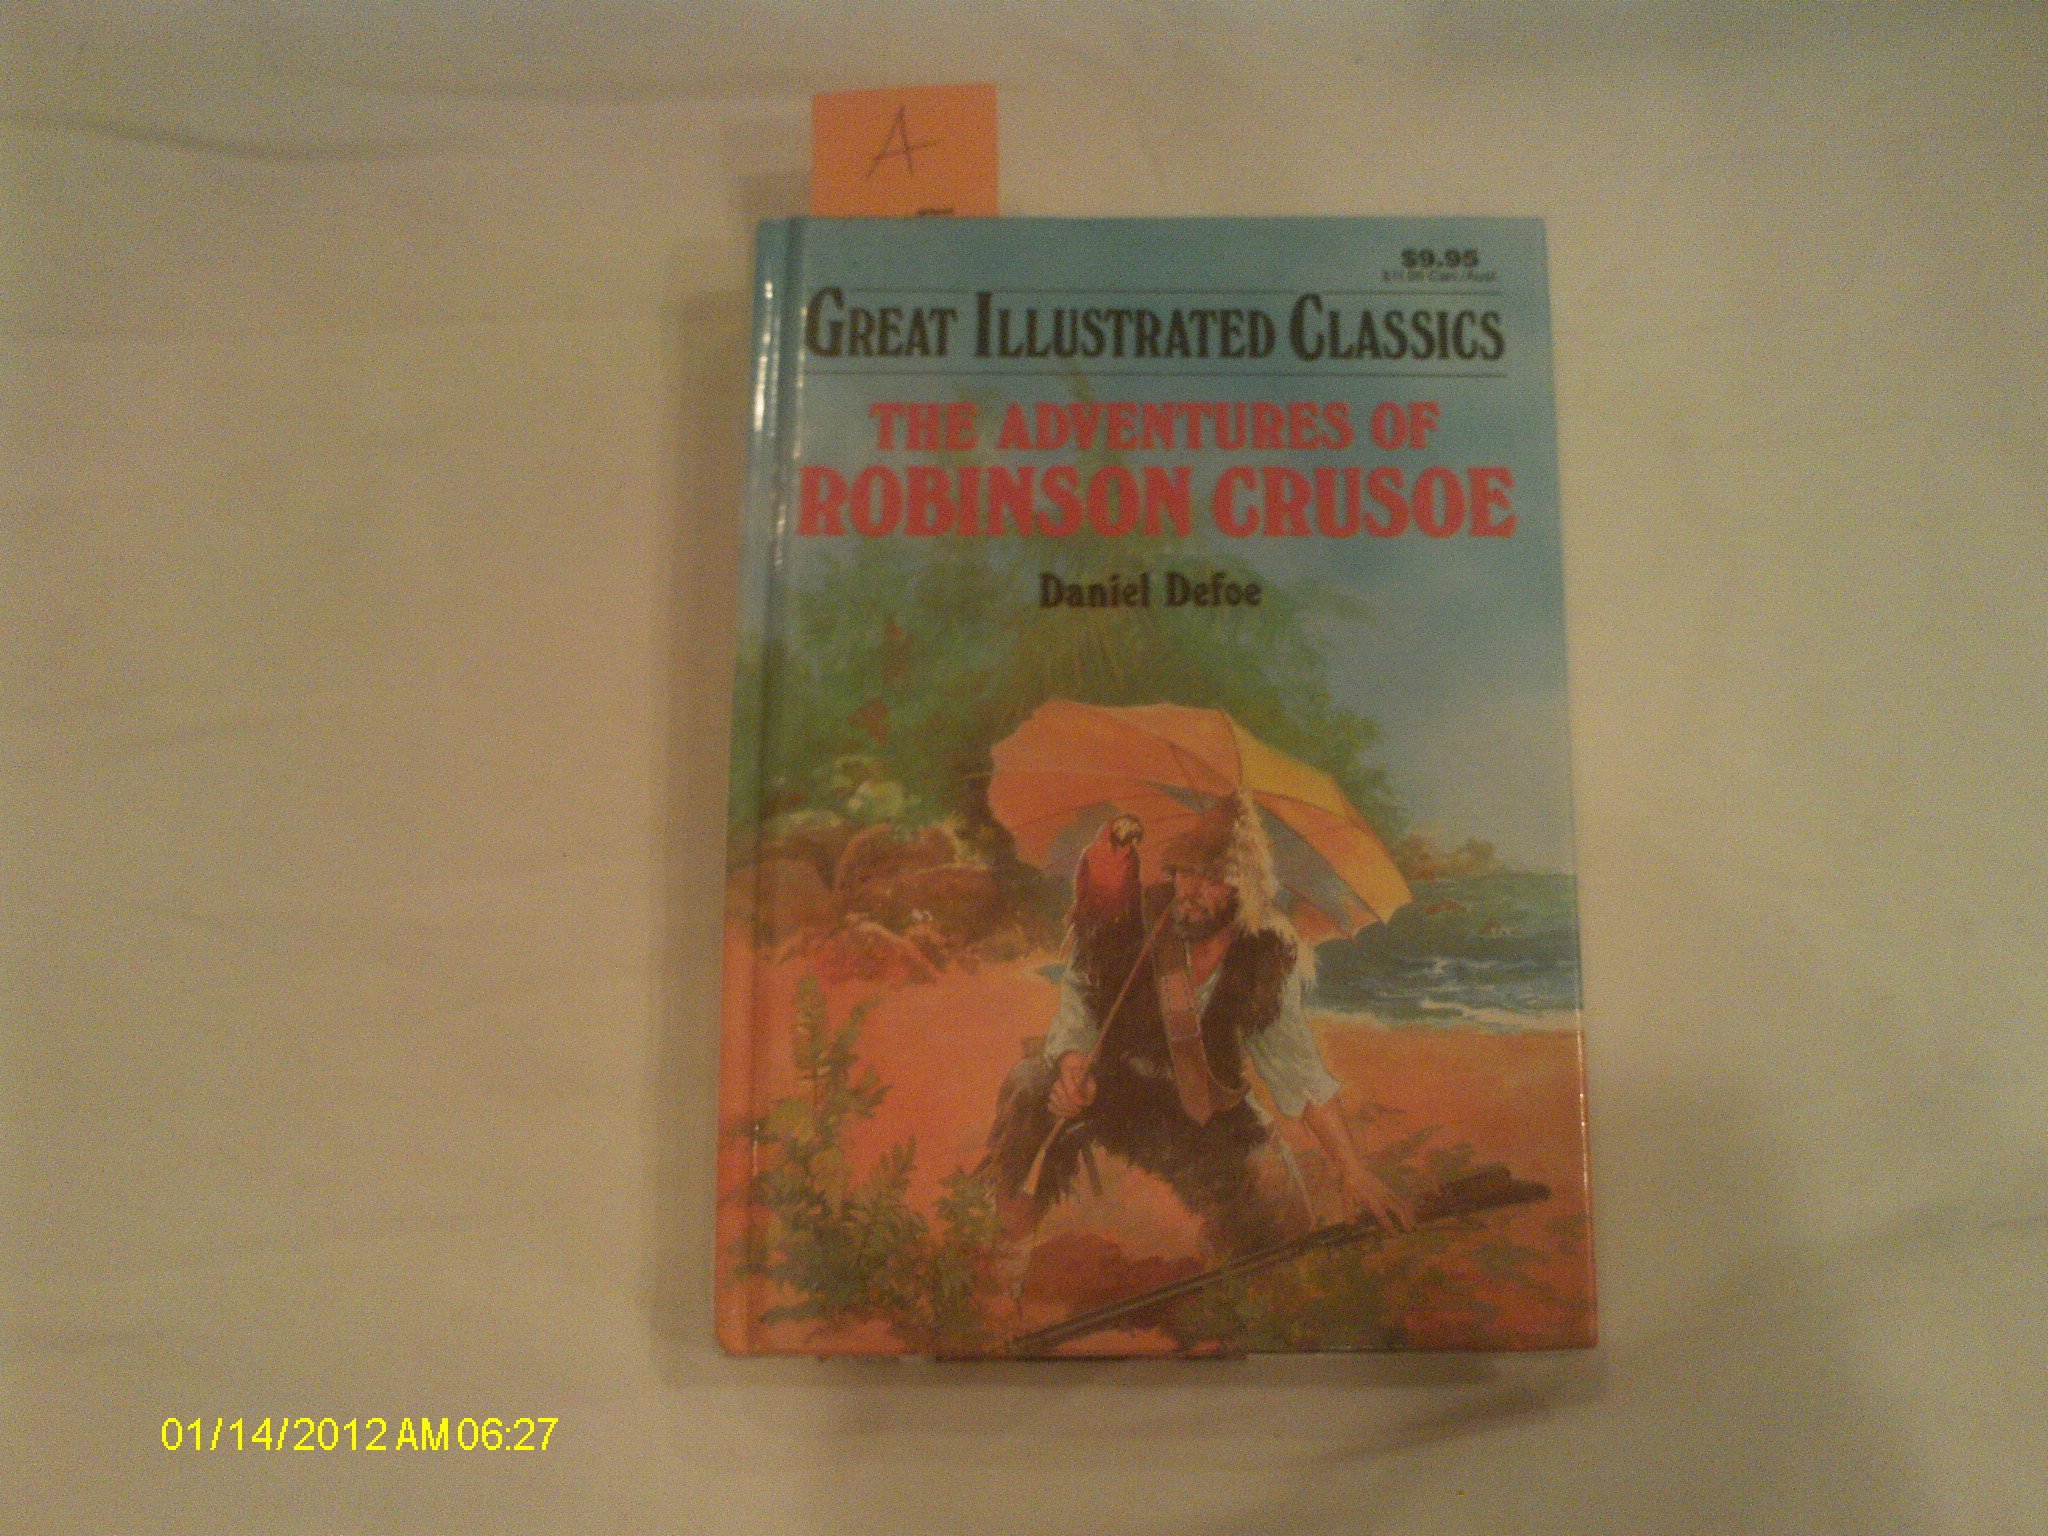 A
$9.95
GREAT ILLUSTRATED CLASSICS
THE ADVENTURES OF
ROBINSON CRUSOE
Daniel Defoe
01/14/2012 AM 06:27